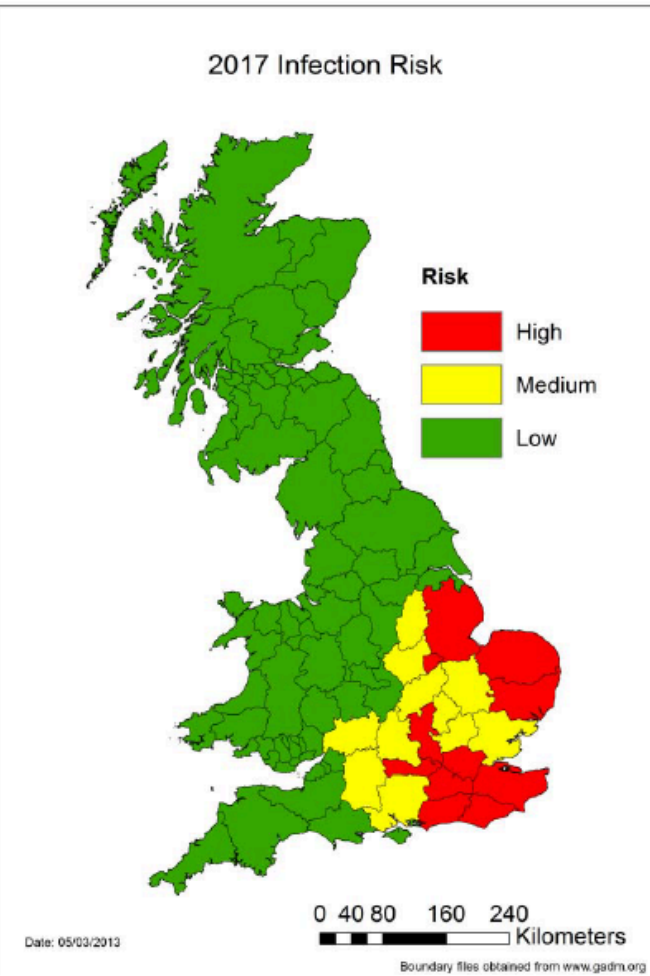 2017 Infection Risk
Risk
High
Medium
Low
0 40 80 160 240
Kilometers
Date: 05/03/2013
Boundary files obtained from www.gadm.org